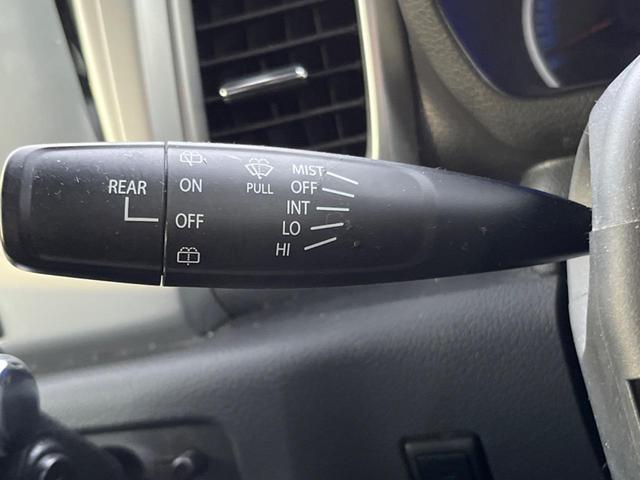 REAR
ON
OFF
PULL
MIST
OFF
INT
LO
HI